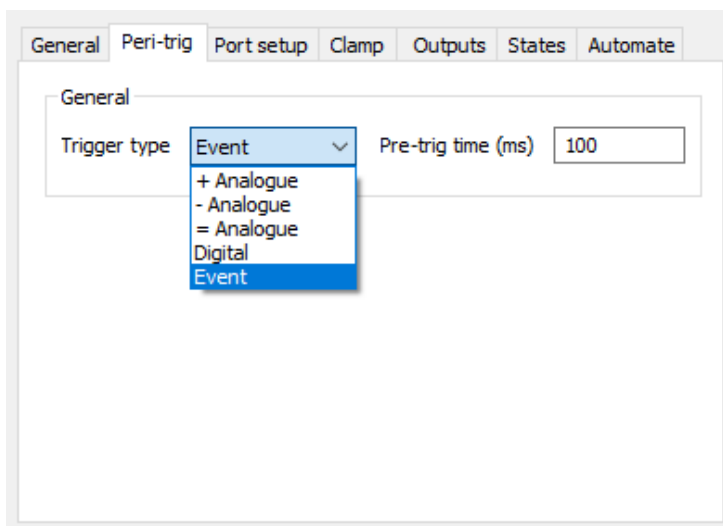 General Peri-trig Port setup Clamp Outputs States Automate
General
Trigger type Event Pre-trig time (ms) 100
+ Analogue
- Analogue
= Analogue
Digital
Event